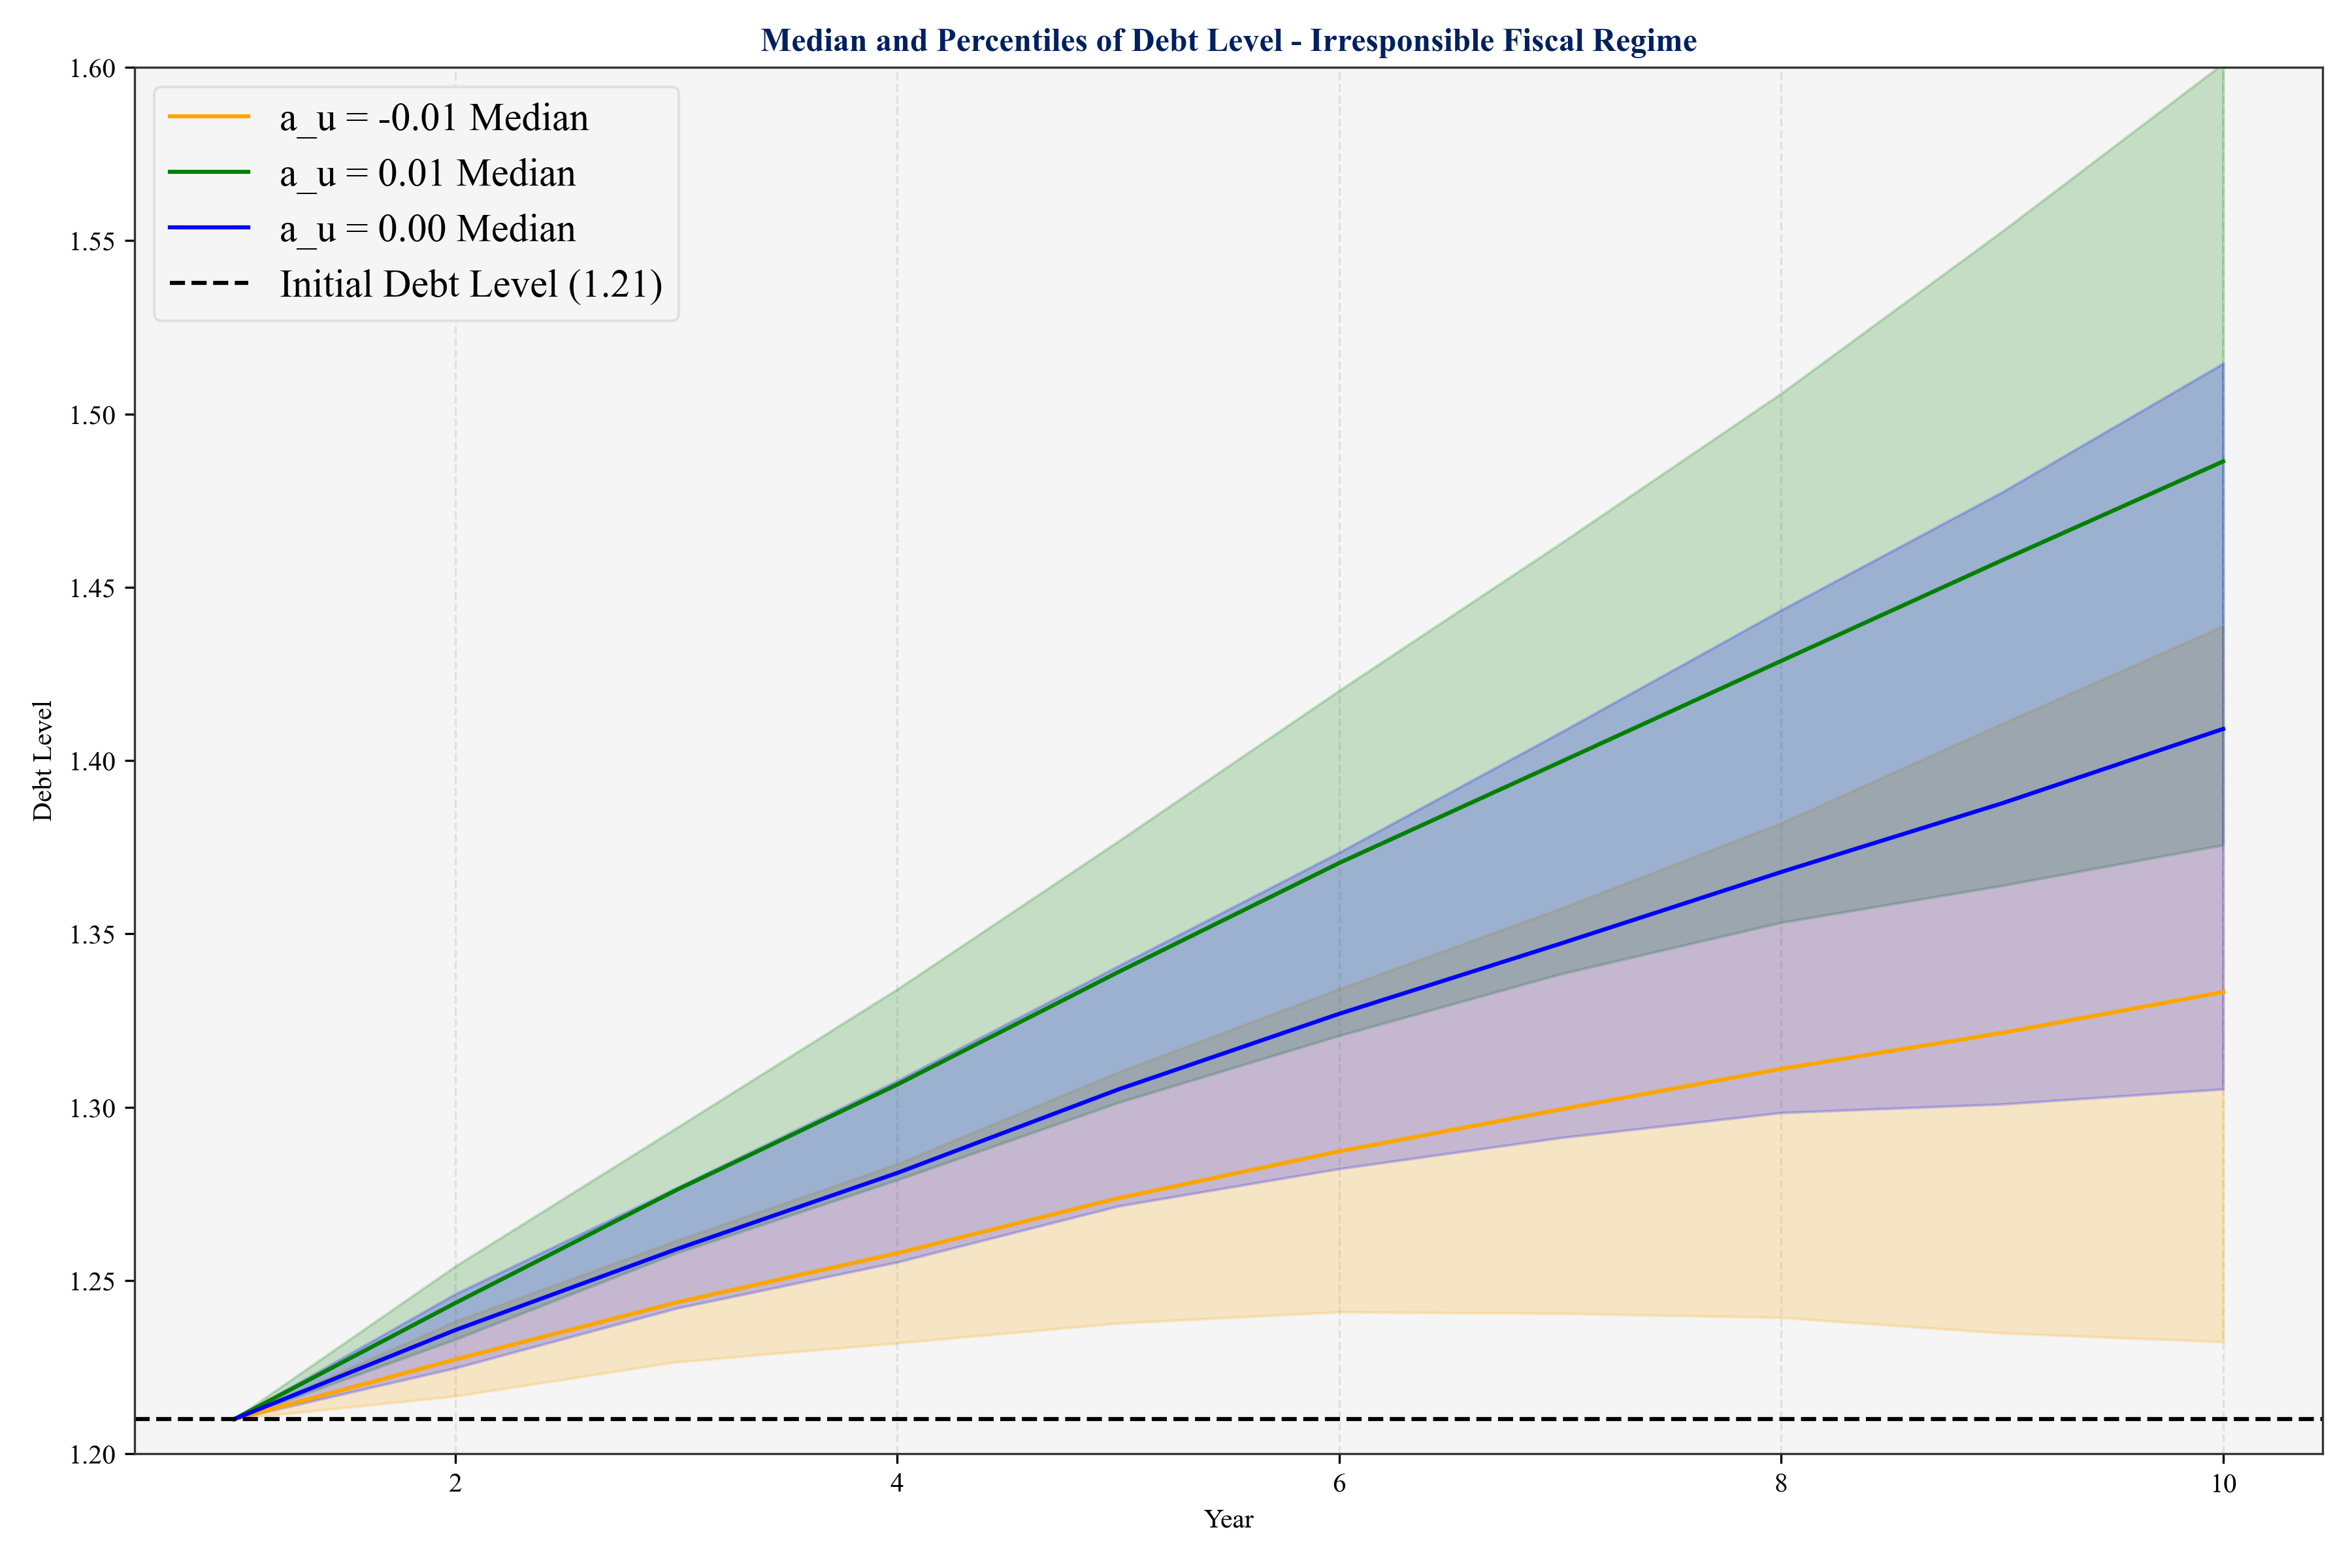 Median and Percentiles of Debt Level - Irresponsible Fiscal Regime
1.60
1.55
1.50
1.45
1.40
1.35
1.30
1.25
1.20
Debt Level
a_u = -0.01 Median
a_u = 0.01 Median
a_u = 0.00 Median
Initial Debt Level (1.21)
2 4 6 8 10
Year